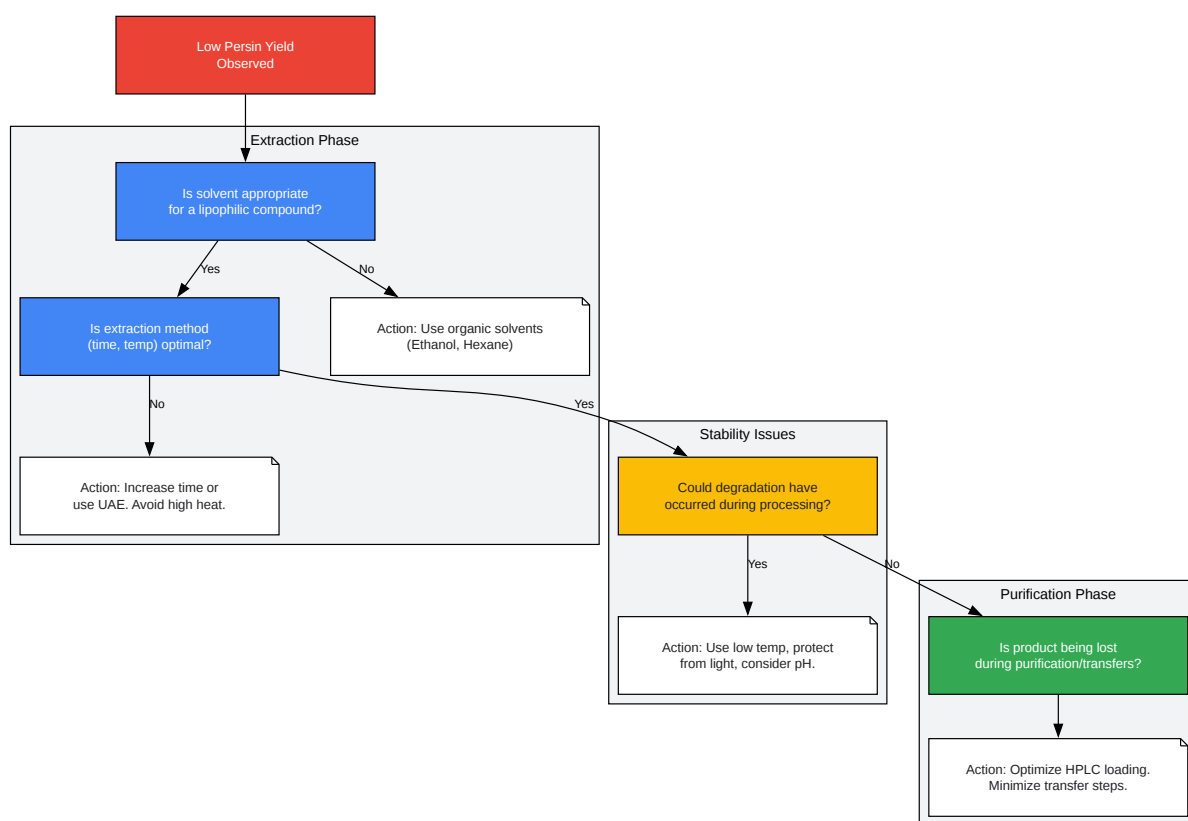 Low Persin Yield
Observed
Extraction Phase
Is solvent appropriate
for a lipophilic compound?
Yes
No
Is extraction method
(time, temp) optimal?
Action: Use organic solvents
(Ethanol, Hexane)
No
Yes
Action: Increase time or
use UAE. Avoid high heat.
Stability Issues
Could degradation have
occurred during processing?
Yes
No
Action: Use low temp, protect
from light, consider pH.
Purification Phase
Is product being lost
during purification/transfers?
Action: Optimize HPLC loading.
Minimize transfer steps.